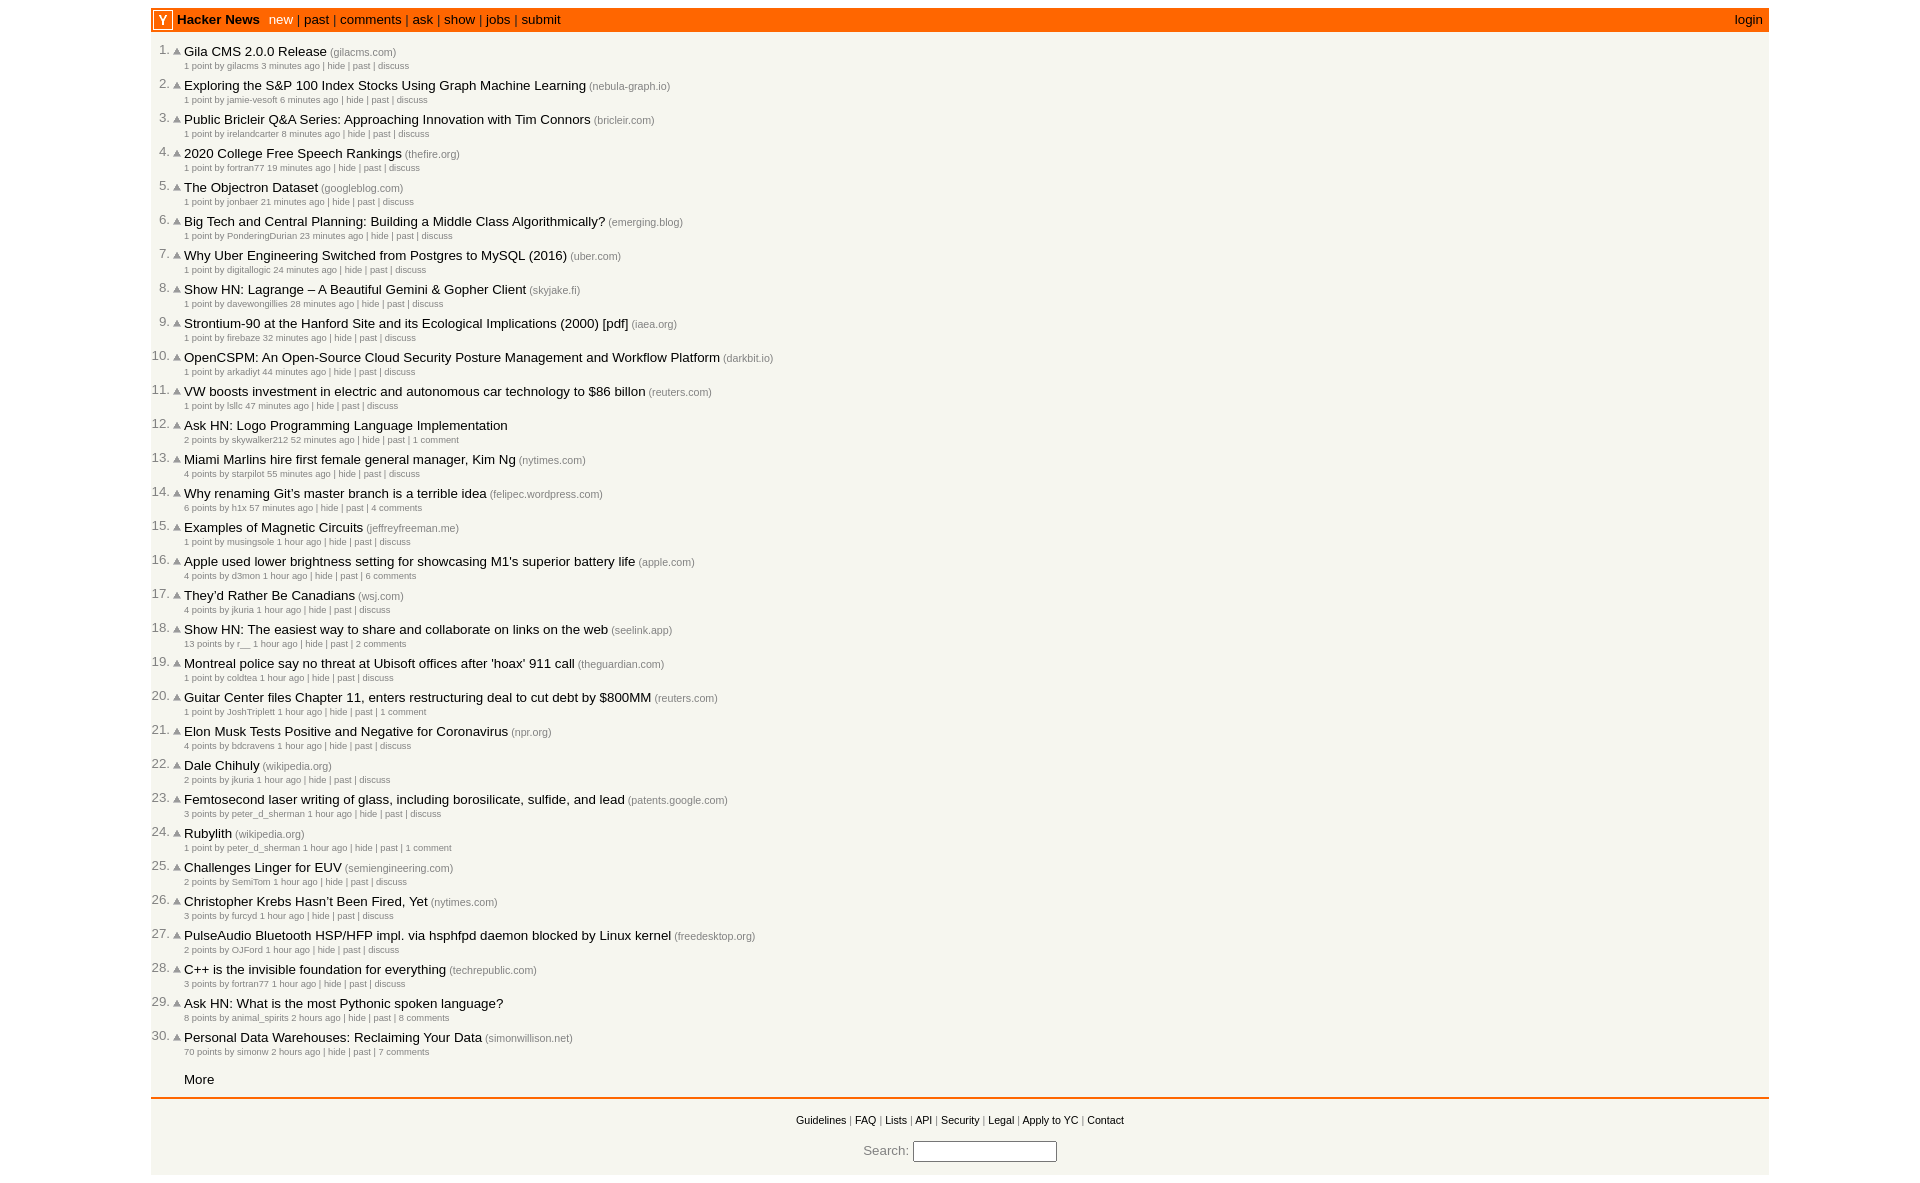 Y Hacker News new | past | comments | ask | show | jobs | submit login
1. Gila CMS 2.0.0 Release (gilacms.com)
1 point by gilacms 3 minutes ago | hide | past | discuss
2. Exploring the S&P 100 Index Stocks Using Graph Machine Learning (nebula-graph.io)
1 point by jamie-vesoft 6 minutes ago | hide | past | discuss
3. Public Bricleir Q&A Series: Approaching Innovation with Tim Connors (bricleir.com)
1 point by irelandcarter 8 minutes ago | hide | past | discuss
4. 2020 College Free Speech Rankings (thefire.org)
1 point by fortran77 19 minutes ago | hide | past | discuss
5. The Objectron Dataset (googleblog.com)
1 point by jonbaer 21 minutes ago | hide | past | discuss
6. Big Tech and Central Planning: Building a Middle Class Algorithmically? (emerging.blog)
1 point by PonderingDurian 23 minutes ago | hide | past | discuss
7. Why Uber Engineering Switched from Postgres to MySQL (2016) (uber.com)
1 point by digitallogic 24 minutes ago | hide | past | discuss
8. Show HN: Lagrange – A Beautiful Gemini & Gopher Client (skyjake.fi)
1 point by davewongillies 28 minutes ago | hide | past | discuss
9. Strontium-90 at the Hanford Site and its Ecological Implications (2000) [pdf] (iaea.org)
1 point by firebaze 32 minutes ago | hide | past | discuss
10. OpenCSPM: An Open-Source Cloud Security Posture Management and Workflow Platform (darkbit.io)
1 point by arkadiyt 44 minutes ago | hide | past | discuss
11. VW boosts investment in electric and autonomous car technology to $86 billon (reuters.com)
1 point by lsllc 47 minutes ago | hide | past | discuss
12. Ask HN: Logo Programming Language Implementation
2 points by skywalker212 52 minutes ago | hide | past | 1 comment
13. Miami Marlins hire first female general manager, Kim Ng (nytimes.com)
4 points by starpilot 55 minutes ago | hide | past | discuss
14. Why renaming Git’s master branch is a terrible idea (felipec.wordpress.com)
6 points by h1x 57 minutes ago | hide | past | 4 comments
15. Examples of Magnetic Circuits (jeffreyfreeman.me)
1 point by musingsole 1 hour ago | hide | past | discuss
16. Apple used lower brightness setting for showcasing M1's superior battery life (apple.com)
4 points by d3mon 1 hour ago | hide | past | 6 comments
17. They’d Rather Be Canadians (wsj.com)
4 points by jkuria 1 hour ago | hide | past | discuss
18. Show HN: The easiest way to share and collaborate on links on the web (seelink.app)
13 points by r__ 1 hour ago | hide | past | 2 comments
19. Montreal police say no threat at Ubisoft offices after 'hoax' 911 call (theguardian.com)
1 point by coldtea 1 hour ago | hide | past | discuss
20. Guitar Center files Chapter 11, enters restructuring deal to cut debt by $800MM (reuters.com)
1 point by JoshTriplett 1 hour ago | hide | past | 1 comment
21. Elon Musk Tests Positive and Negative for Coronavirus (npr.org)
4 points by bdcravens 1 hour ago | hide | past | discuss
22. Dale Chihuly (wikipedia.org)
2 points by jkuria 1 hour ago | hide | past | discuss
23. Femtosecond laser writing of glass, including borosilicate, sulfide, and lead (patents.google.com)
3 points by peter_d_sherman 1 hour ago | hide | past | discuss
24. Rubylith (wikipedia.org)
1 point by peter_d_sherman 1 hour ago | hide | past | 1 comment
25. Challenges Linger for EUV (semiengineering.com)
2 points by SemiTom 1 hour ago | hide | past | discuss
26. Christopher Krebs Hasn’t Been Fired, Yet (nytimes.com)
3 points by furcyd 1 hour ago | hide | past | discuss
27. PulseAudio Bluetooth HSP/HFP impl. via hsphfpd daemon blocked by Linux kernel (freedesktop.org)
2 points by OJFord 1 hour ago | hide | past | discuss
28. C++ is the invisible foundation for everything (techrepublic.com)
3 points by fortran77 1 hour ago | hide | past | discuss
29. Ask HN: What is the most Pythonic spoken language?
8 points by animal_spirits 2 hours ago | hide | past | 8 comments
30. Personal Data Warehouses: Reclaiming Your Data (simonwillison.net)
70 points by simonw 2 hours ago | hide | past | 7 comments
More
Guidelines | FAQ | Lists | API | Security | Legal | Apply to YC | Contact
Search: